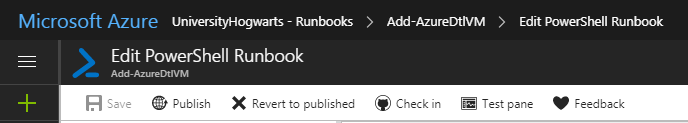 Microsoft Azure UniversityHogwarts - Runbooks > Add-AzureDtlVM > Edit PowerShell Runbook
Edit PowerShell Runbook
Add-AzureDtlVM
Save Publish Revert to published Check in Test pane Feedback